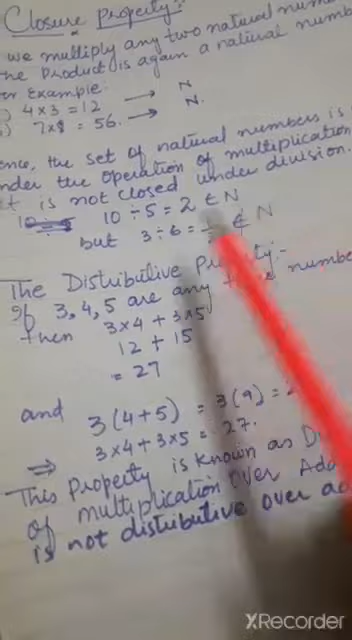 Closure Property:-
we multiply any two natural
the Product is again a natural
Example:
4 × 3 = 12 → N
7 × 8 = 56. → N.
the set of natural numbers is
under the operation of multiplication
is not closed under division.
10 ÷ 5 = 2 ∈ N
but 3 ÷ 6 = ∉ N
The Distributive Property:-
If 3, 4, 5 are any
then 3×4 + 3×5
12 + 15
= 27
and 3(4+5) = 3(9) =
⇒ 3×4 + 3×5 = 27.
This Property is Known as
of multiplication over
is not distributive over
XRecorder